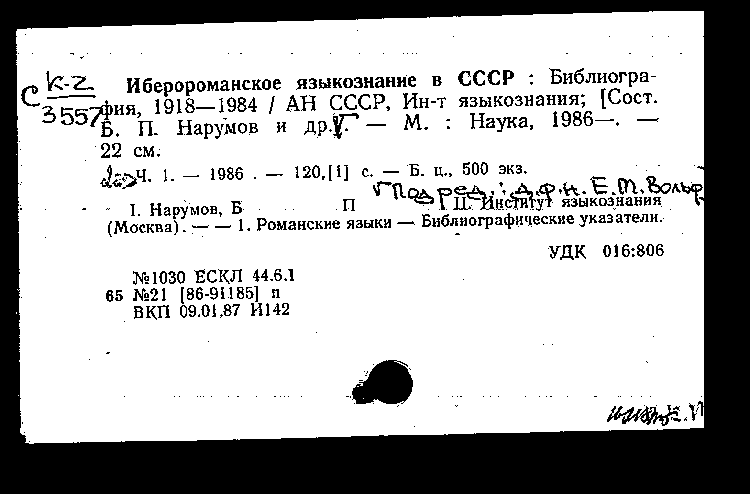 С К-2
3557
Иберороманское языкознание в СССР : Библиогра-
фия, 1918—1984 / АН СССР, Ин-т языкознания; [Сост.
Б. П. Нарумов и др. — М. : Наука, 1986—. —
22 см.
Ч. 1. — 1986 . — 120,[1] с. — Б. ц., 500 экз.
Под ред.: д.ф.н. Е.М. Вольф
I. Нарумов, Б П II. Институт языкознания
(Москва). — — 1. Романские языки — Библиографические указатели.
УДК 016:806
№1030 ЕСКЛ 44.6.1
65 №21 [86-91185] п
ВКП 09.01.87 И142